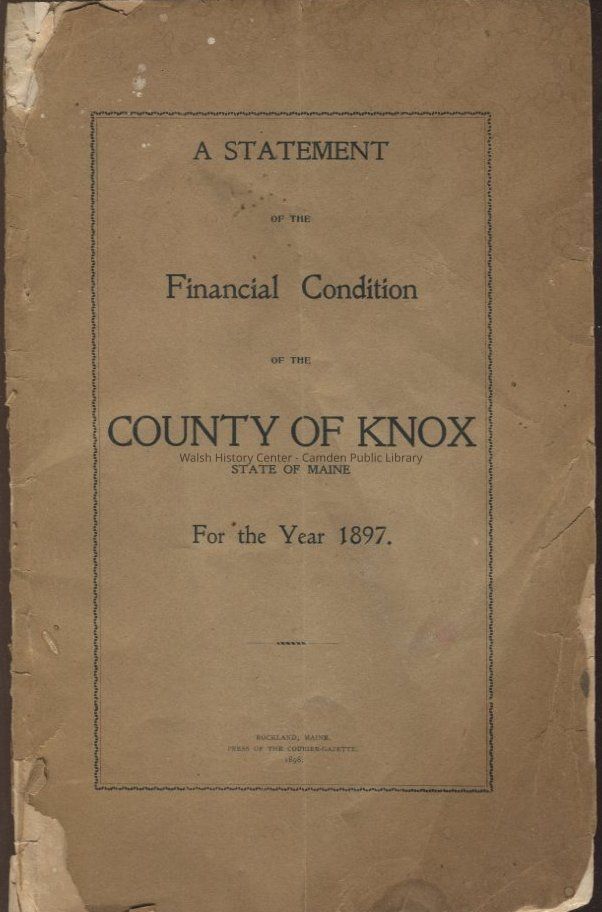 A STATEMENT
OF THE
Financial Condition
OF THE
COUNTY OF KNOX
Walsh History Center - Camden Public Library
STATE OF MAINE
For the Year 1897.
ROCKLAND, MAINE.
PRESS OF THE COURIER-GAZETTE.
1898.